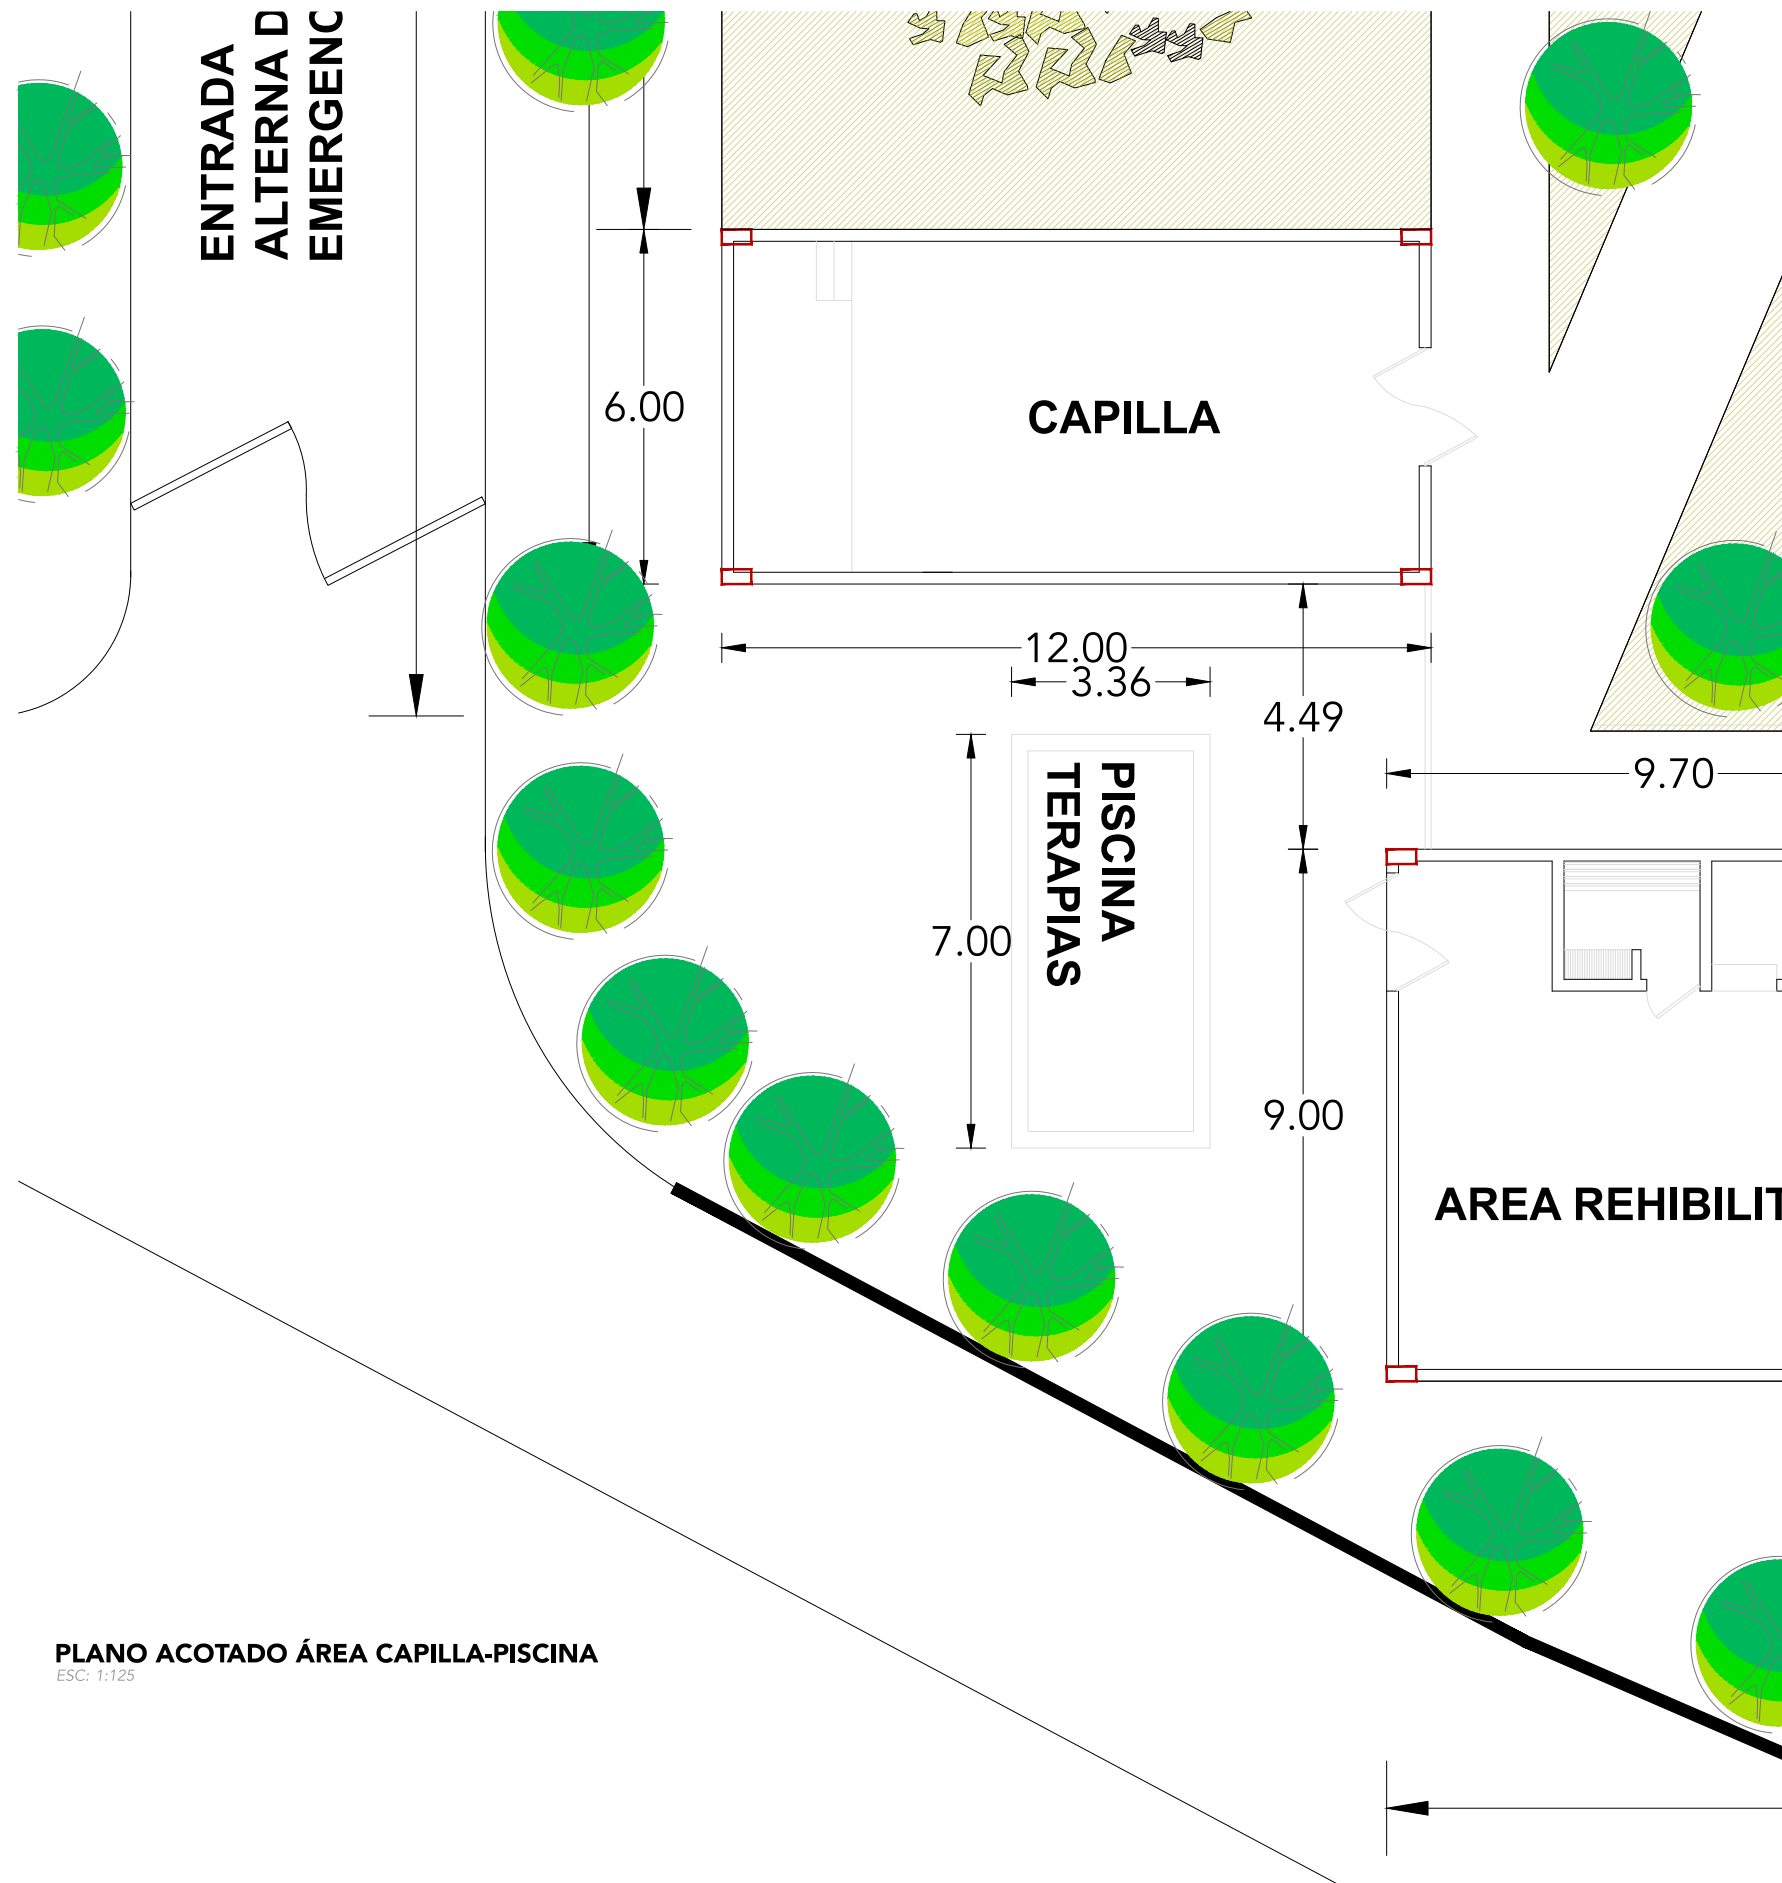 ENTRADA
ALTERNA D
EMERGENC
6.00
CAPILLA
12.00
3.36
4.49
9.70
PISCINA
TERAPIAS
7.00
9.00
AREA REHIBILIT
PLANO ACOTADO ÁREA CAPILLA-PISCINA
ESC: 1:125